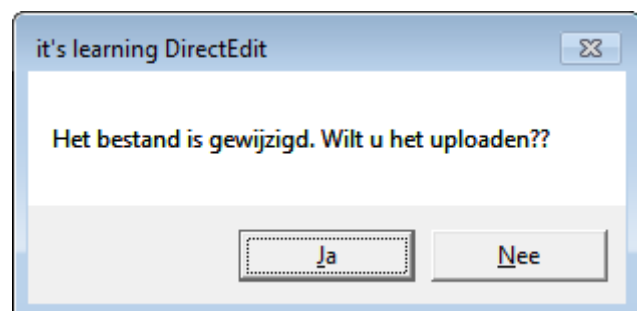 it's learning DirectEdit
Het bestand is gewijzigd. Wilt u het uploaden??
Ja
Nee